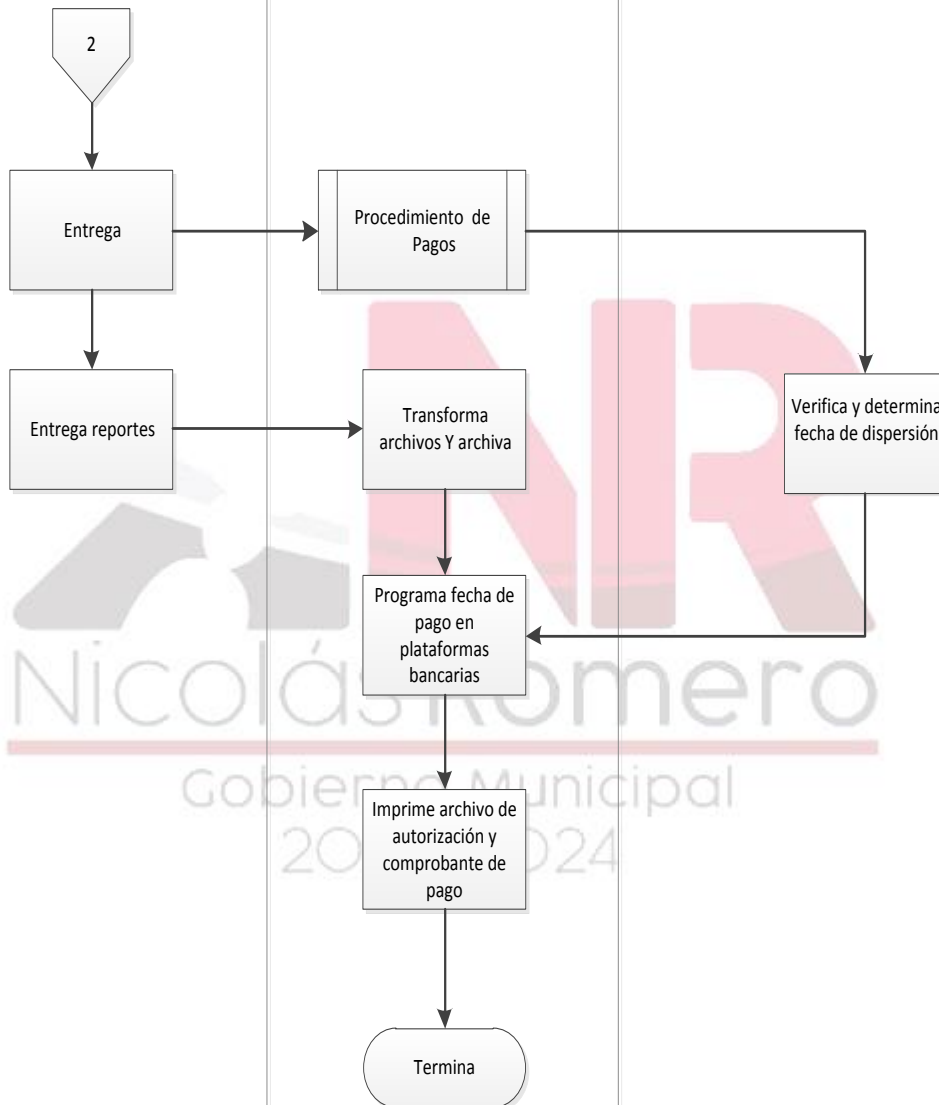 2
Entrega
Procedimiento de
Pagos
Entrega reportes
Transforma
archivos Y archiva
Verifica y determina
fecha de dispersión
Programa fecha de
pago en
plataformas
bancarias
Nicolás Romero
Gobierno Municipal
Imprime archivo de
autorización y
comprobante de
pago
Termina